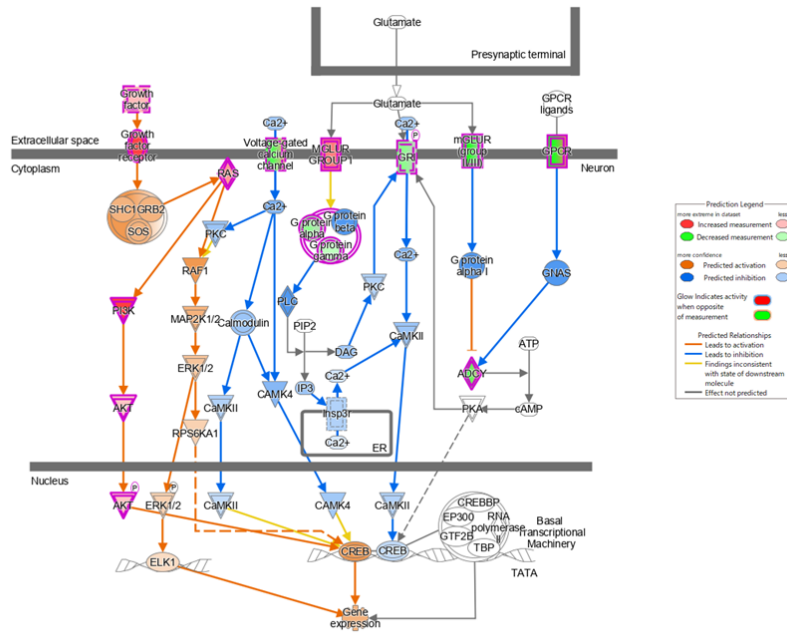 Glutamate
Presynaptic terminal
Glutamate
Growth
factor
Ca2+
Ca2+
P
GPCR
ligands
Extracellular space
Cytoplasm
Neuron
Growth
factor
receptor
Voltage-gated
calcium
channel
MGLUR
GROUP1
GR
mGLUR
GPCR
RAS
SHC1
GRB2
SOS
PKC
Ca2+
G protein
alpha
G protein
beta
G protein
gamma
Ca2+
G protein
alpha I
GNAS
RAF1
PI3K
MAP2K1/2
Calmodulin
PLC
PIP2
PKC
DAG
CaMKII
ATP
ERK1/2
CAMK4
IP3
Ca2+
ADCY
AKT
RPS6KA1
CaMKII
Insp3r
Ca2+
ER
PKA
cAMP
Nucleus
AKT
P
ERK1/2
P
CaMKII
CAMK4
CaMKII
CREBBP
EP300
RNA
polymerase
II
GTF2B
TBP
Basal
Transcriptional
Machinery
ELK1
CREB
CREB
TATA
Gene
expression
Prediction Legend
more extreme in dataset
less
Increased measurement
Decreased measurement
more confidence
less
Predicted activation
Predicted inhibition
Glow Indicates activity
when opposite
of measurement
Predicted Relationships
Leads to activation
Leads to inhibition
Findings inconsistent
with state of downstream
molecule
Effect not predicted